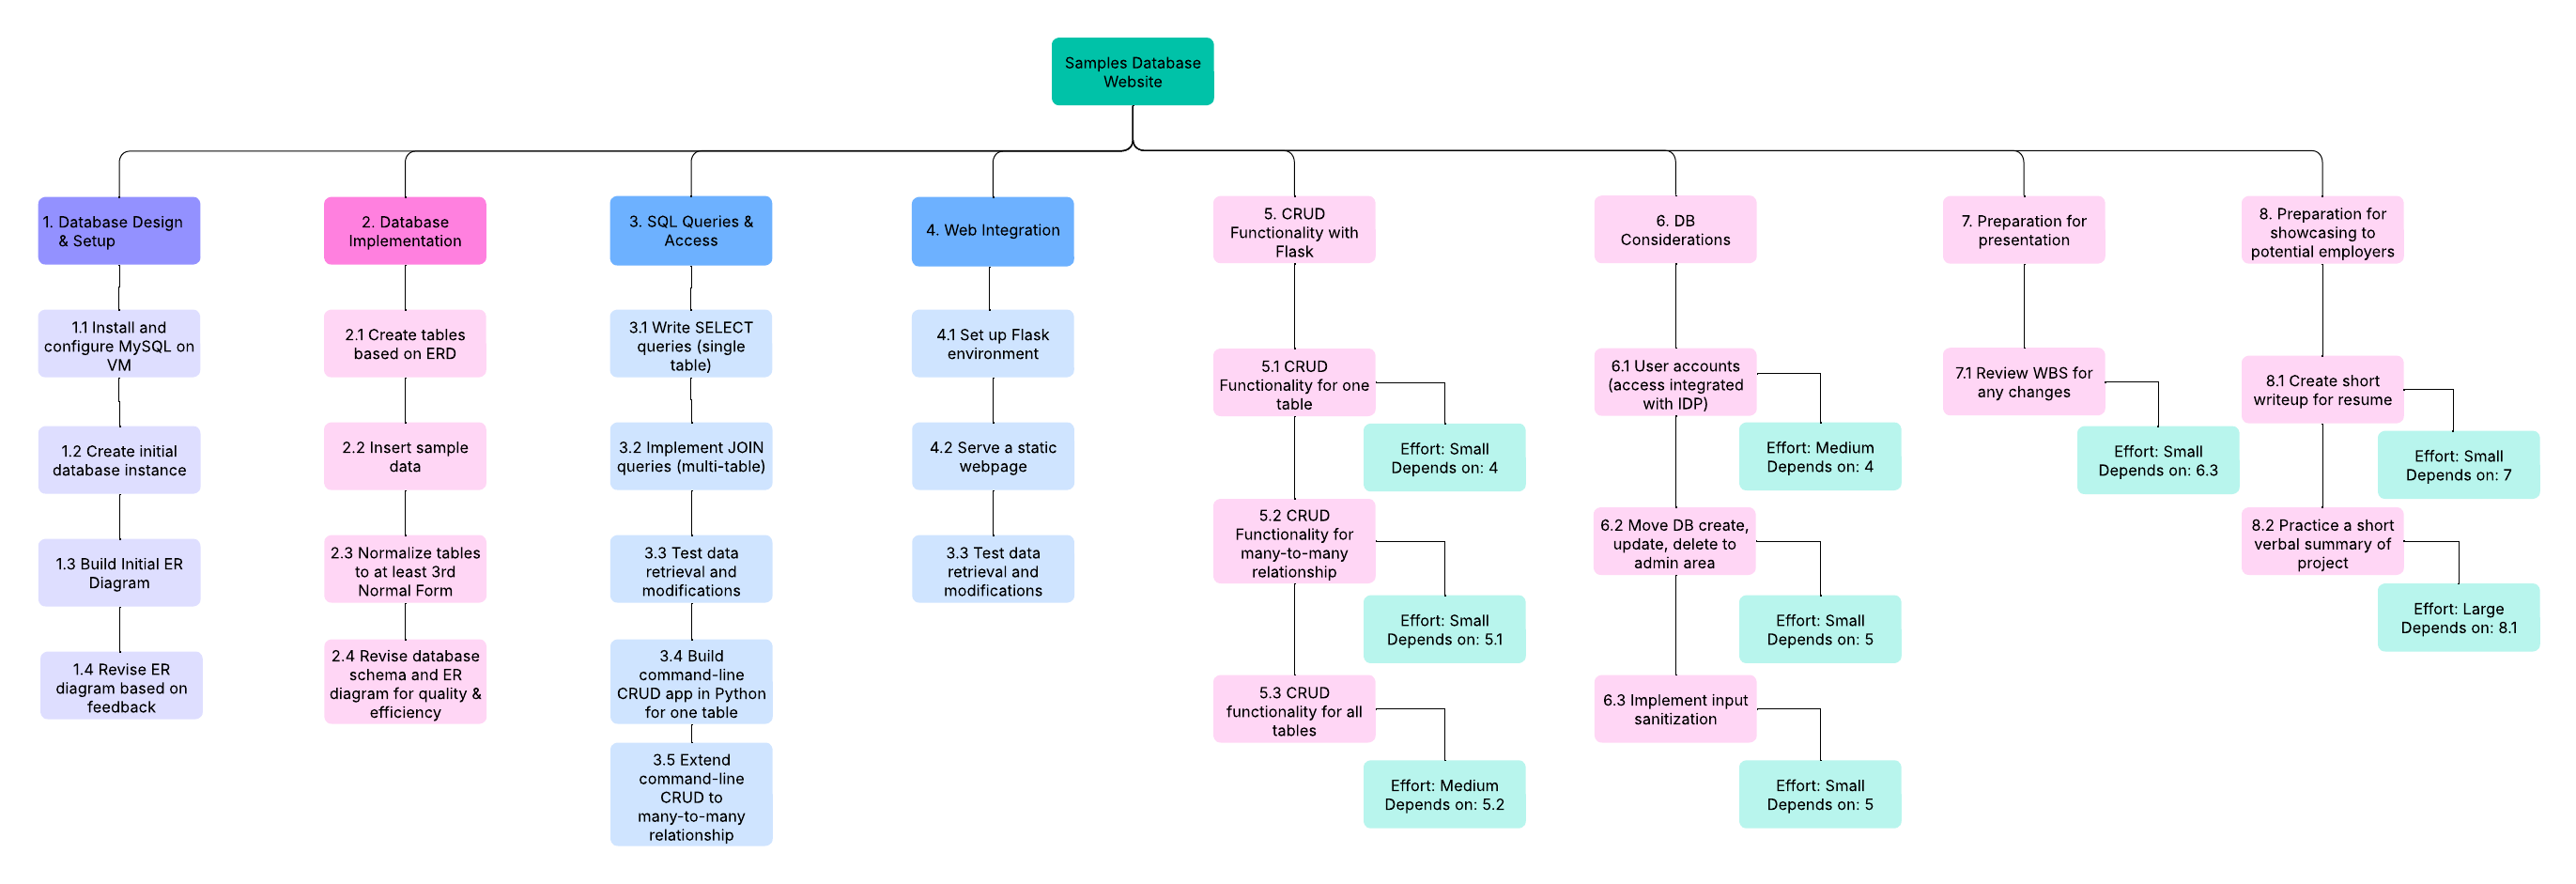 Samples Database
Website
1. Database Design
& Setup
1.1 Install and
configure MySQL on
VM
1.2 Create initial
database instance
1.3 Build Initial ER
Diagram
1.4 Revise ER
diagram based on
feedback
2. Database
Implementation
2.1 Create tables
based on ERD
2.2 Insert sample
data
2.3 Normalize tables
to at least 3rd
Normal Form
2.4 Revise database
schema and ER
diagram for quality &
efficiency
3. SQL Queries &
Access
3.1 Write SELECT
queries (single
table)
3.2 Implement JOIN
queries (multi-table)
3.3 Test data
retrieval and
modifications
3.4 Build
command-line
CRUD app in Python
for one table
3.5 Extend
command-line
CRUD to
many-to-many
relationship
4. Web Integration
4.1 Set up Flask
environment
4.2 Serve a static
webpage
3.3 Test data
retrieval and
modifications
5. CRUD
Functionality with
Flask
5.1 CRUD
Functionality for one
table
Effort: Small
Depends on: 4
5.2 CRUD
Functionality for
many-to-many
relationship
Effort: Small
Depends on: 5.1
5.3 CRUD
functionality for all
tables
Effort: Medium
Depends on: 5.2
6. DB
Considerations
6.1 User accounts
(access integrated
with IDP)
Effort: Medium
Depends on: 4
6.2 Move DB create,
update, delete to
admin area
Effort: Small
Depends on: 5
6.3 Implement input
sanitization
Effort: Small
Depends on: 5
7. Preparation for
presentation
7.1 Review WBS for
any changes
Effort: Small
Depends on: 6.3
8. Preparation for
showcasing to
potential employers
8.1 Create short
writeup for resume
Effort: Small
Depends on: 7
8.2 Practice a short
verbal summary of
project
Effort: Large
Depends on: 8.1